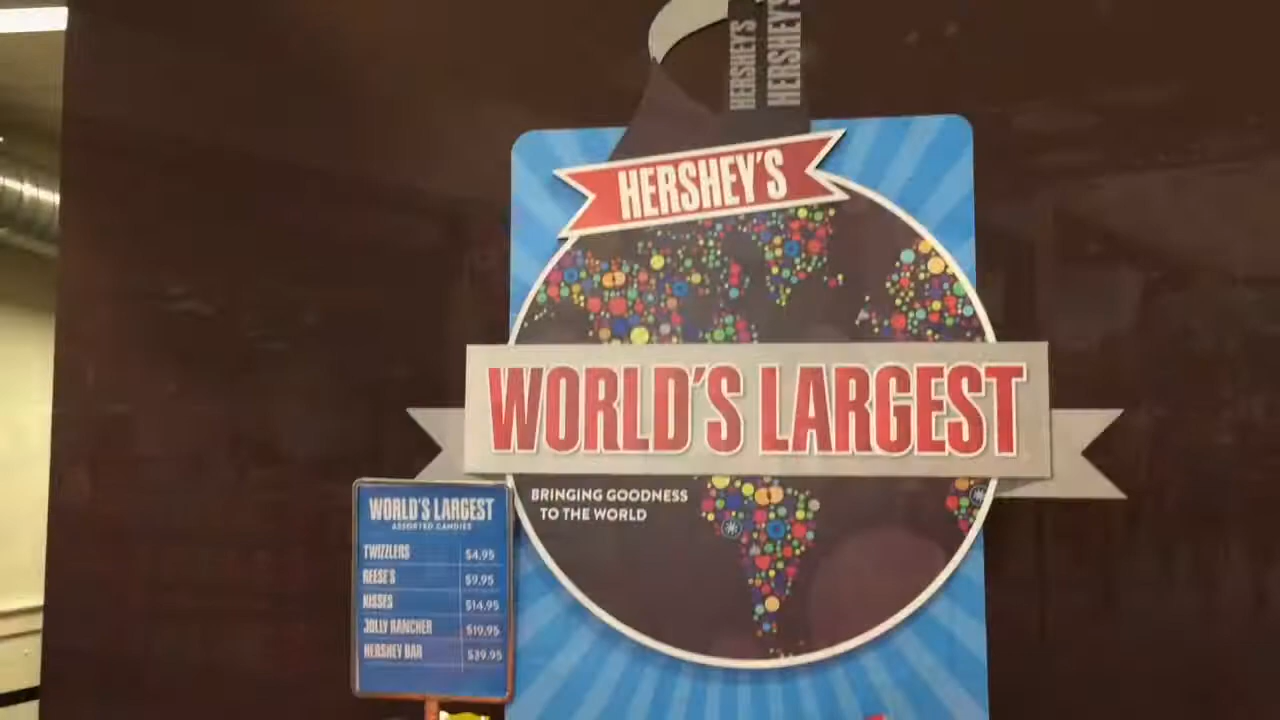 HERSHEY'S
HERSHEY'S
HERSHEY'S
WORLD'S LARGEST
BRINGING GOODNESS
TO THE WORLD
WORLD'S LARGEST
ASSORTED CANDIES
TWIZZLERS $4.95
REESE'S $9.95
KISSES $14.95
JOLLY RANCHER $19.95
HERSHEY BAR $39.95